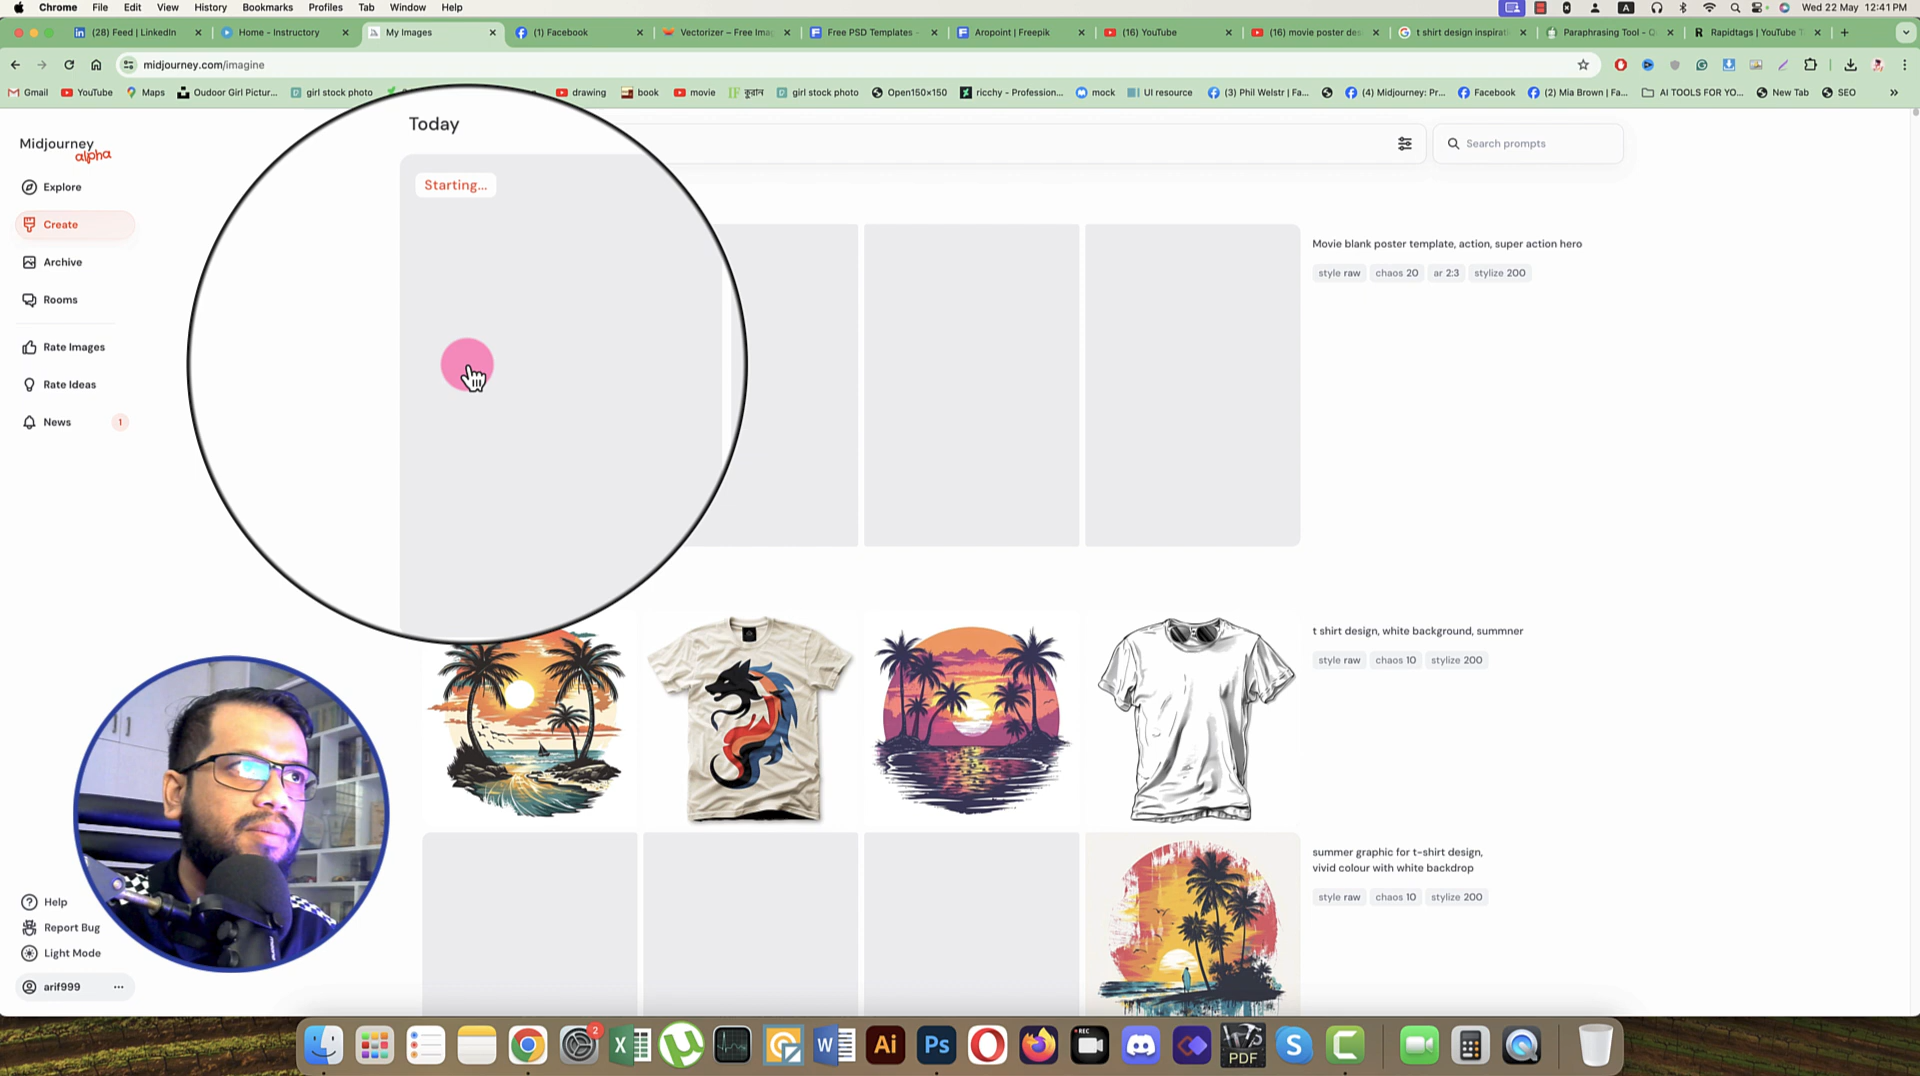 Chrome File Edit View History Bookmarks Profiles Tab Window Help A Wed 22 May 12:41 PM
(28) Feed | LinkedIn Home - Instructory My Images (1) Facebook Vectorizer – Free Ima Free PSD Templates - Aropoint | Freepik (16) YouTube (16) movie poster des t shirt design inspirati Paraphrasing Tool - Q R Rapidtags | YouTube T
midjourney.com/imagine
Gmail YouTube Maps Oudoor Girl Pictur... girl stock photo drawing book movie IF কুরান girl stock photo Open150×150 ricchy - Profession... mock UI resource (3) Phil Welstr | Fa... (4) Midjourney: Pr... Facebook (2) Mia Brown | Fa... AI TOOLS FOR YO... New Tab SEO
Midjourney
alpha
Search prompts
Explore
Create
Archive
Rooms
Rate Images
Rate Ideas
News 1
Today
Starting...
Movie blank poster template, action, super action hero
style raw chaos 20 ar 2:3 stylize 200
t shirt design, white background, summner
style raw chaos 10 stylize 200
summer graphic for t-shirt design,
vivid colour with white backdrop
style raw chaos 10 stylize 200
Help
Report Bug
Light Mode
arif999
2
X
W
Ai
Ps
REC
PDF